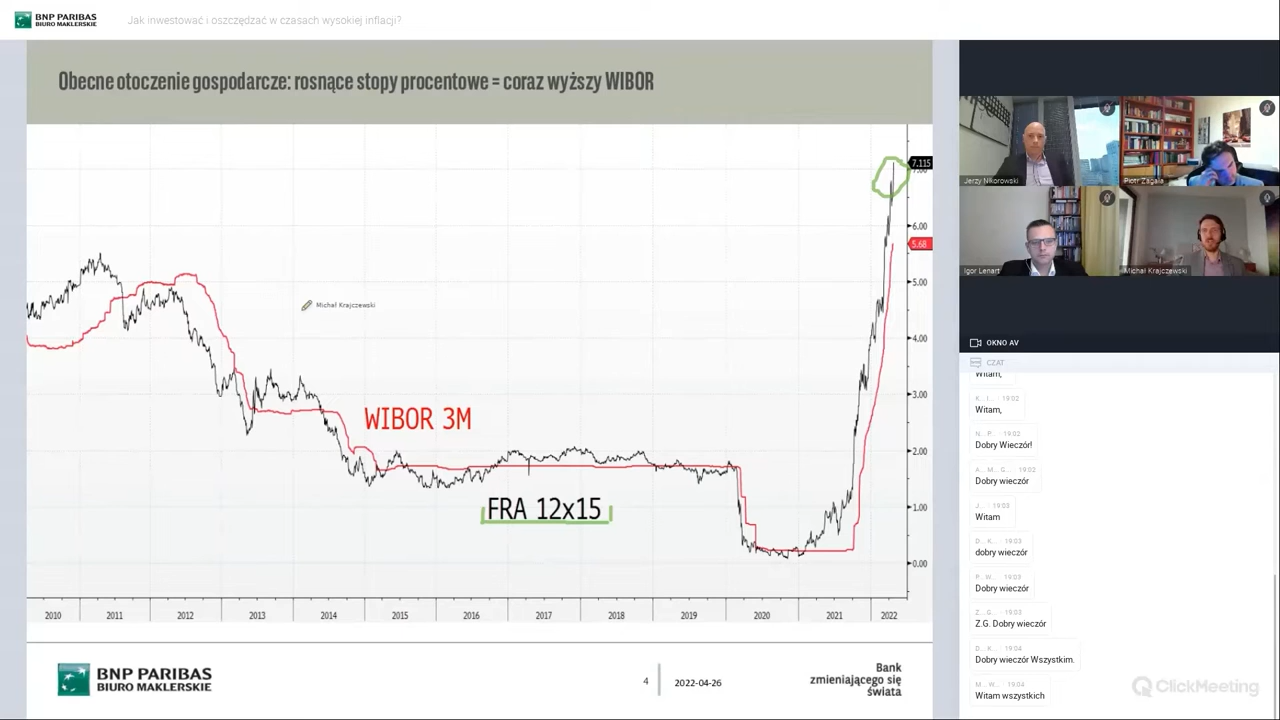 BNP PARIBAS
BIURO MAKLERSKIE
Jak inwestować i oszczędzać w czasach wysokiej inflacji?
Obecne otoczenie gospodarcze: rosnące stopy procentowe = coraz wyższy WIBOR
7.115
7.00
6.00
5.68
5.00
4.00
3.00
2.00
1.00
0.00
Michał Krajczewski
WIBOR 3M
FRA 12x15
2010 2011 2012 2013 2014 2015 2016 2017 2018 2019 2020 2021 2022
BNP PARIBAS
BIURO MAKLERSKIE
4
2022-04-26
Bank
zmieniającego się
świata
Jerzy Nikorowski
Piotr Zagała
Igor Lenart
Michał Krajczewski
OKNO AV
CZAT
Witam,
K... I... · 19:02
Witam,
N... P... · 19:02
Dobry Wieczór!
A... M... G... · 19:02
Dobry wieczór
J... · 19:03
Witam
D... K... · 19:03
dobry wieczór
P... W... · 19:03
Dobry wieczór
Z... G... · 19:03
Z.G. Dobry wieczór
D... K... · 19:04
Dobry wieczór Wszystkim.
M... W... · 19:04
Witam wszystkich
ClickMeeting